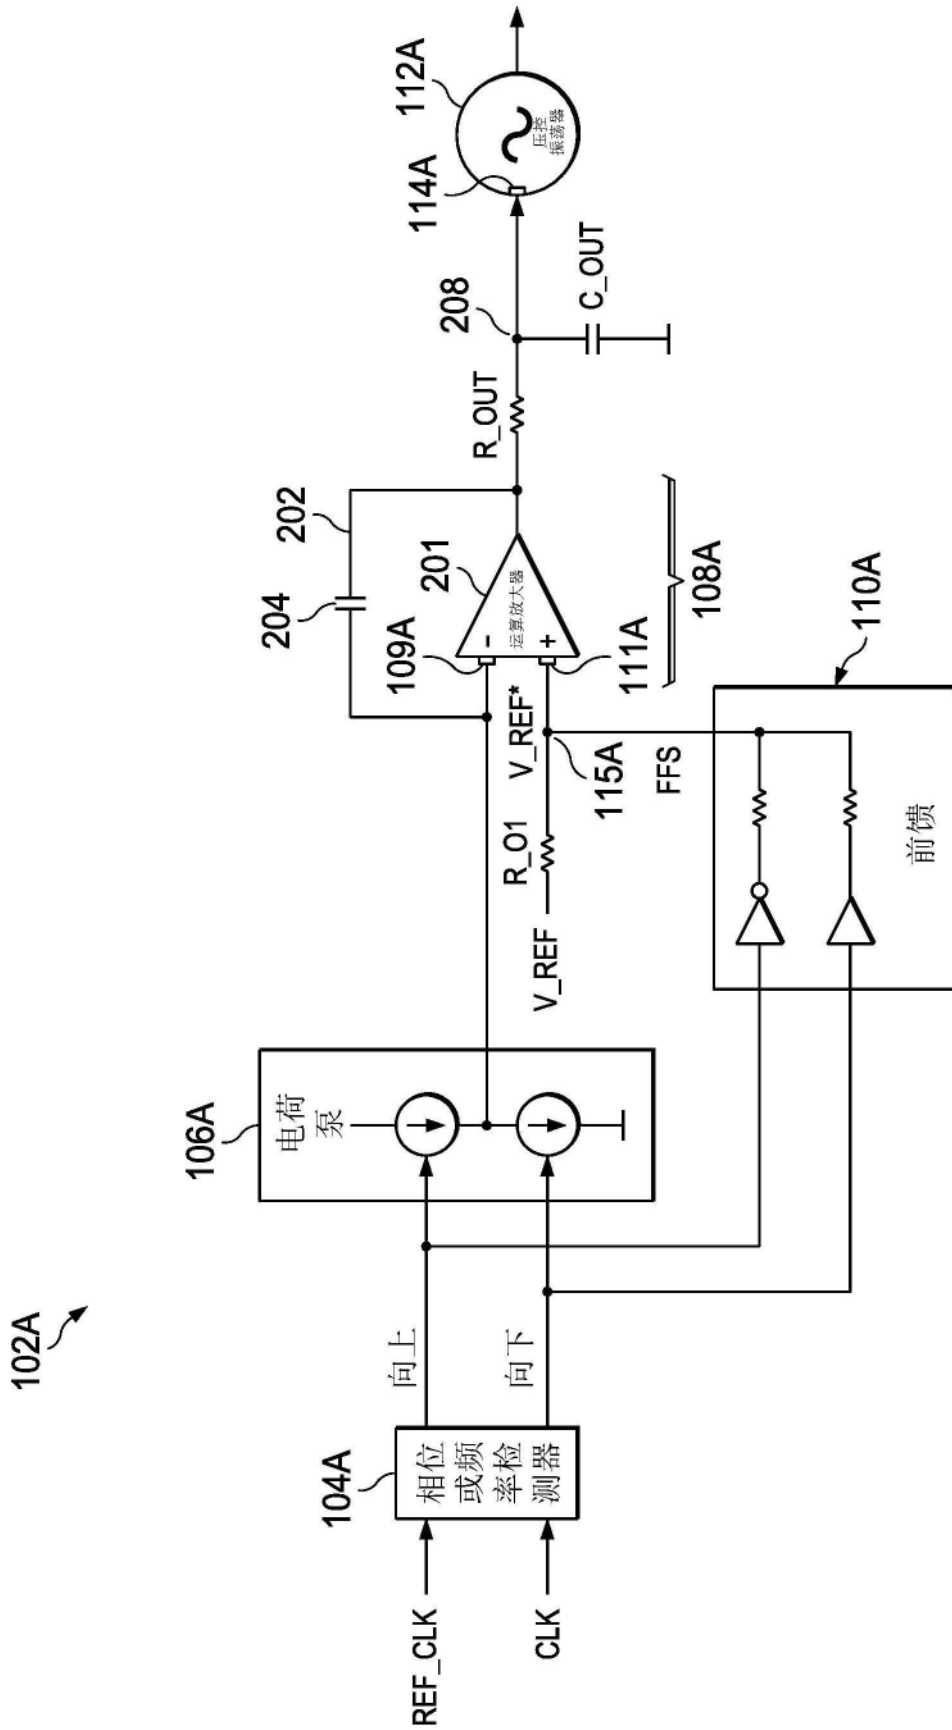 102A
REF_CLK
CLK
104A
相位
或频
率检
测器
向上
向下
106A
电荷
泵
V_REF
R_O1
V_REF*
115A
FFS
109A
111A
204
202
201
-
+
运算放大器
108A
R_OUT
208
C_OUT
114A
112A
压控
振荡器
110A
前馈